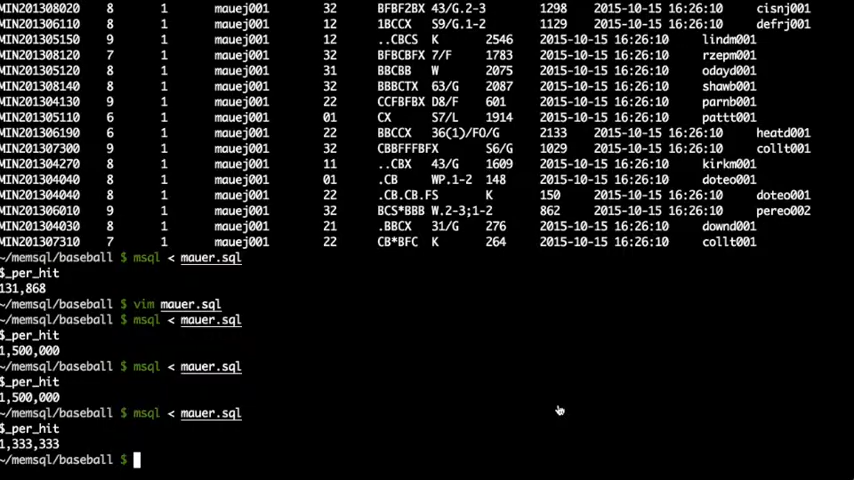 MIN201308020 8 1 mauej001 32 BFBF2BX 43/G.2-3 1298 2015-10-15 16:26:10 cisnj001
MIN201306110 8 1 mauej001 12 1BCCX S9/G.1-2 1129 2015-10-15 16:26:10 defrj001
MIN201305150 9 1 mauej001 12 ..CBCS K 2546 2015-10-15 16:26:10 lindm001
MIN201308120 7 1 mauej001 32 BFBCBFX 7/F 1783 2015-10-15 16:26:10 rzepm001
MIN201305120 8 1 mauej001 31 BBCBB W 2075 2015-10-15 16:26:10 odayd001
MIN201308140 8 1 mauej001 32 BBBCTX 63/G 2087 2015-10-15 16:26:10 shawb001
MIN201304130 9 1 mauej001 22 CCFBFBX D8/F 601 2015-10-15 16:26:10 parnb001
MIN201305110 6 1 mauej001 01 CX S7/L 1914 2015-10-15 16:26:10 pattt001
MIN201306190 6 1 mauej001 22 BBCCX 36(1)/FO/G 2133 2015-10-15 16:26:10 heatd001
MIN201307300 9 1 mauej001 32 CBBFFFBFX S6/G 1029 2015-10-15 16:26:10 collt001
MIN201304270 8 1 mauej001 11 ..CBX 43/G 1609 2015-10-15 16:26:10 kirkm001
MIN201304040 8 1 mauej001 01 .CB WP.1-2 148 2015-10-15 16:26:10 doteo001
MIN201304040 8 1 mauej001 22 .CB.CB.FS K 150 2015-10-15 16:26:10 doteo001
MIN201306010 9 1 mauej001 32 BCS*BBB W.2-3;1-2 862 2015-10-15 16:26:10 pereo002
MIN201304030 8 1 mauej001 21 .BBCX 31/G 276 2015-10-15 16:26:10 downd001
MIN201307310 7 1 mauej001 22 CB*BFC K 264 2015-10-15 16:26:10 collt001
~/memsql/baseball $ msql < mauer.sql
$_per_hit
131,868
~/memsql/baseball $ vim mauer.sql
~/memsql/baseball $ msql < mauer.sql
$_per_hit
1,500,000
~/memsql/baseball $ msql < mauer.sql
$_per_hit
1,500,000
~/memsql/baseball $ msql < mauer.sql
$_per_hit
1,333,333
~/memsql/baseball $